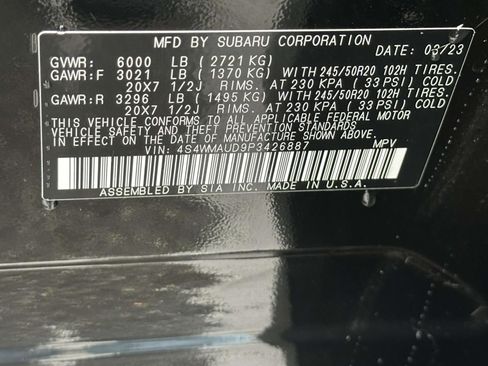 MFD BY SUBARU CORPORATION
DATE: 03/23
GVWR: 6000 LB (2721 KG)
GAWR:F 3021 LB (1370 KG) WITH 245/50R20 102H TIRES,
20X7 1/2J RIMS, AT 230 KPA (33 PSI) COLD
GAWR:R 3296 LB (1495 KG) WITH 245/50R20 102H TIRES,
20X7 1/2J RIMS, AT 230 KPA (33 PSI) COLD
THIS VEHICLE CONFORMS TO ALL APPLICABLE FEDERAL MOTOR
VEHICLE SAFETY AND THEFT PREVENTION STANDARDS
IN EFFECT ON THE DATE OF MANUFACTURE SHOWN ABOVE.
VIN: 4S4WMAUD9P3426887 MPV
ASSEMBLED BY SIA INC. MADE IN U.S.A.